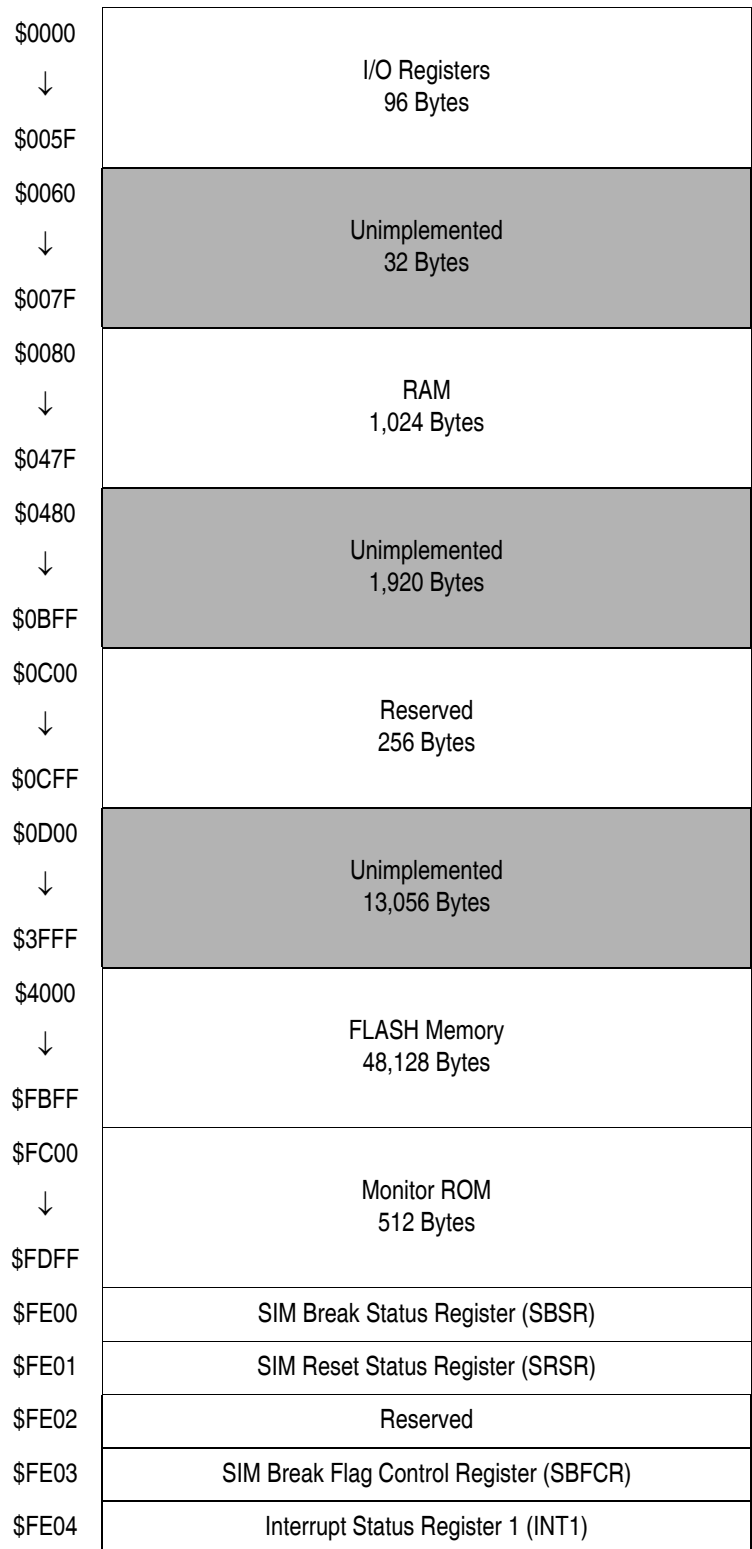 $0000
↓
$005F
I/O Registers
96 Bytes
$0060
↓
$007F
Unimplemented
32 Bytes
$0080
↓
$047F
RAM
1,024 Bytes
$0480
↓
$0BFF
Unimplemented
1,920 Bytes
$0C00
↓
$0CFF
Reserved
256 Bytes
$0D00
↓
$3FFF
Unimplemented
13,056 Bytes
$4000
↓
$FBFF
FLASH Memory
48,128 Bytes
$FC00
↓
$FDFF
Monitor ROM
512 Bytes
$FE00 SIM Break Status Register (SBSR)
$FE01 SIM Reset Status Register (SRSR)
$FE02 Reserved
$FE03 SIM Break Flag Control Register (SBFCR)
$FE04 Interrupt Status Register 1 (INT1)